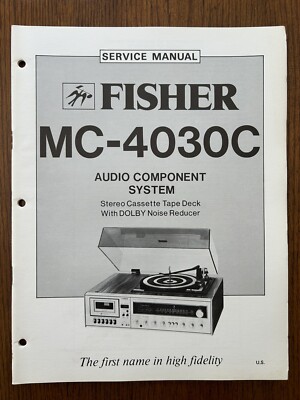 SERVICE MANUAL
FISHER
MC-4030C
AUDIO COMPONENT
SYSTEM
Stereo Cassette Tape Deck
With DOLBY Noise Reducer
The first name in high fidelity
U.S.